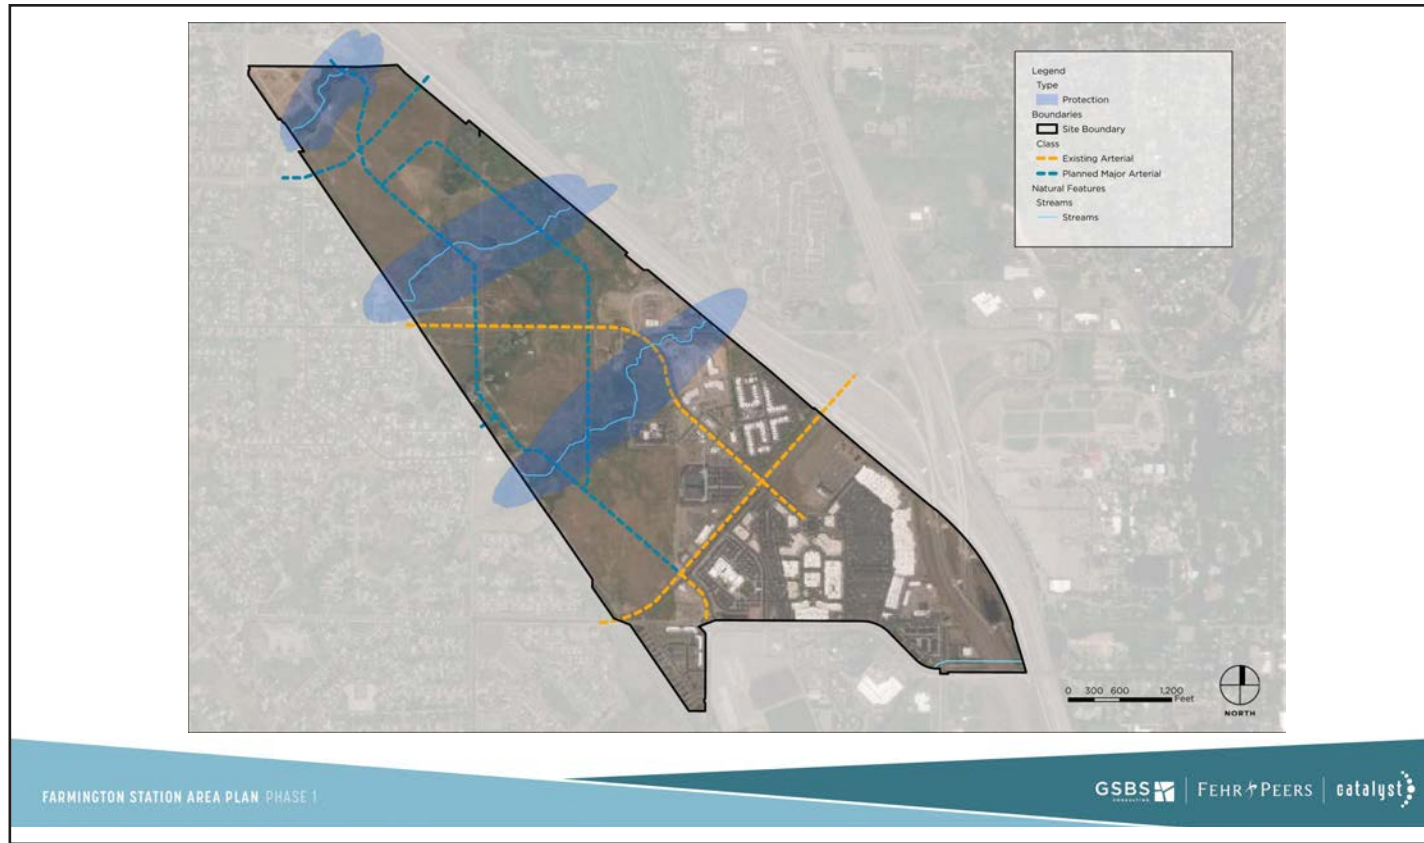 Legend
Type
Protection
Boundaries
Site Boundary
Class
Existing Arterial
Planned Major Arterial
Natural Features
Streams
Streams
0 300 600 1,200
Feet
NORTH
FARMINGTON STATION AREA PLAN PHASE 1
GSBS
CONSULTING
FEHR PEERS
catalyst